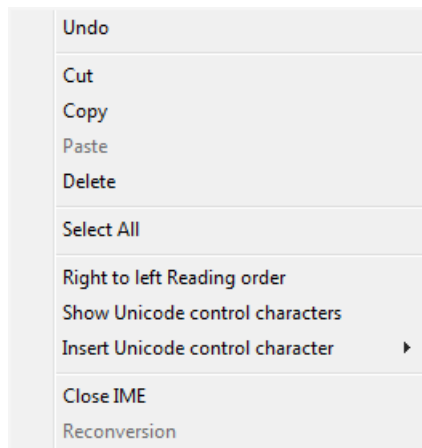 Undo
Cut
Copy
Paste
Delete
Select All
Right to left Reading order
Show Unicode control characters
Insert Unicode control character
Close IME
Reconversion